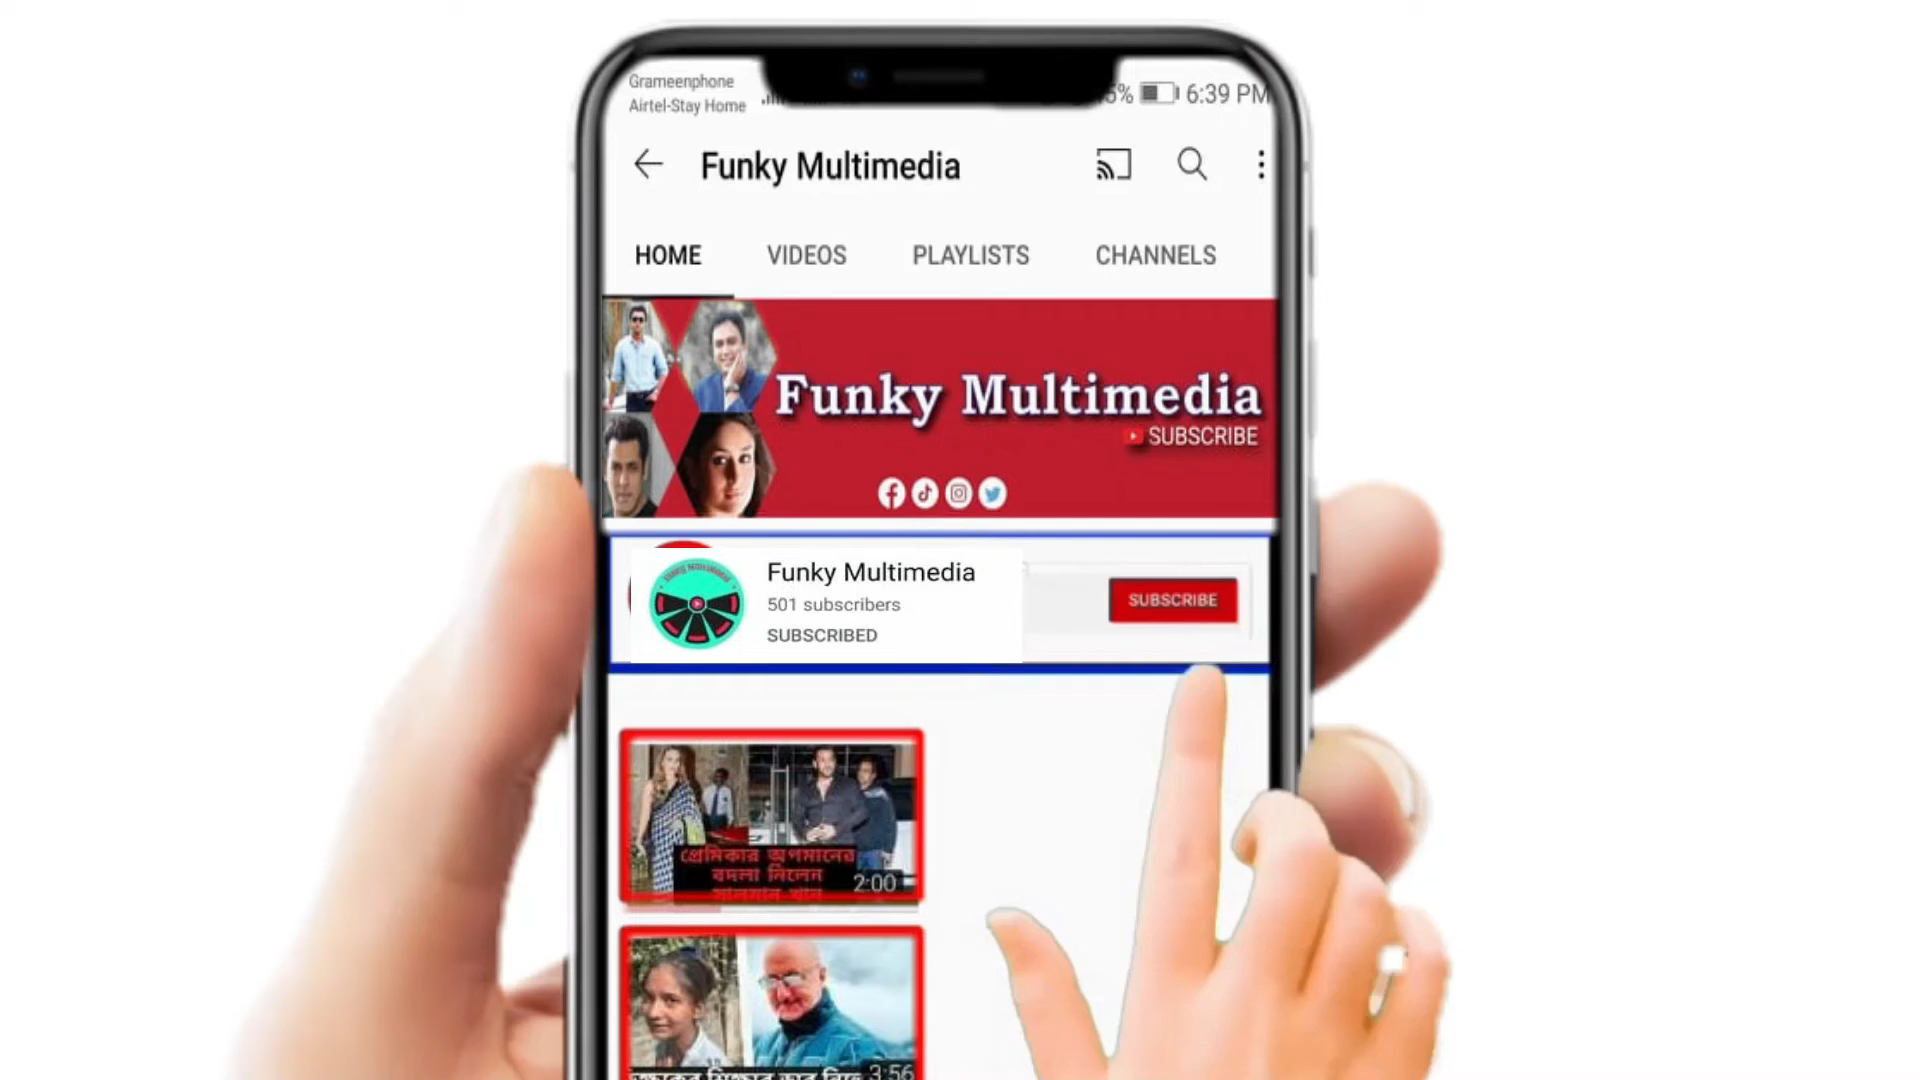 Grameenphone
Airtel-Stay Home
6:39 PM
Funky Multimedia
HOME VIDEOS PLAYLISTS CHANNELS
Funky Multimedia
SUBSCRIBE
Funky Multimedia
501 subscribers
SUBSCRIBED
SUBSCRIBE
প্রেমিকার অপমানের
বদলা নিলেন
সালমান খান
2:00
3:56